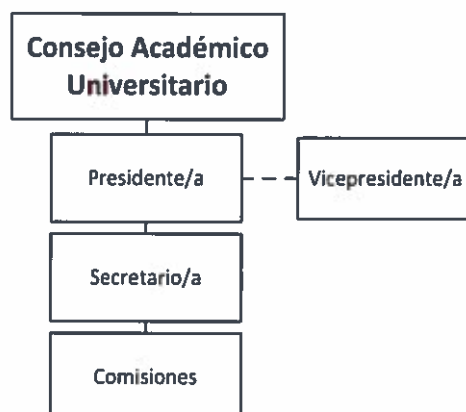 Consejo Académico
Universitario
Presidente/a
Vicepresidente/a
Secretario/a
Comisiones